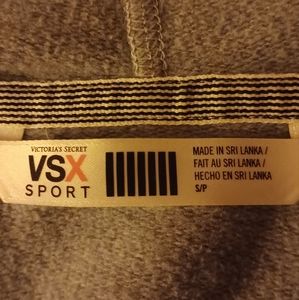 VICTORIA'S SECRET
VSX
SPORT
MADE IN SRI LANKA /
FAIT AU SRI LANKA /
HECHO EN SRI LANKA
S/P